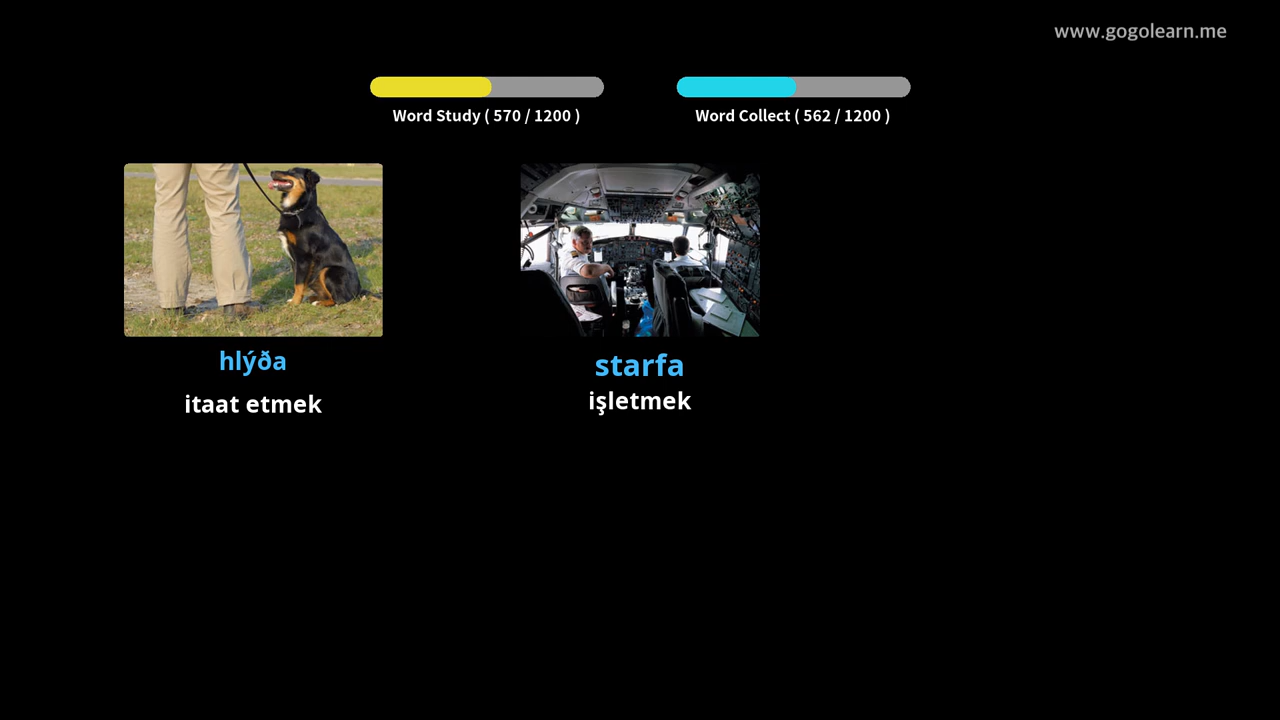 www.gogolearn.me
Word Study ( 570 / 1200 )
Word Collect ( 562 / 1200 )
hlýða
itaat etmek
starfa
işletmek